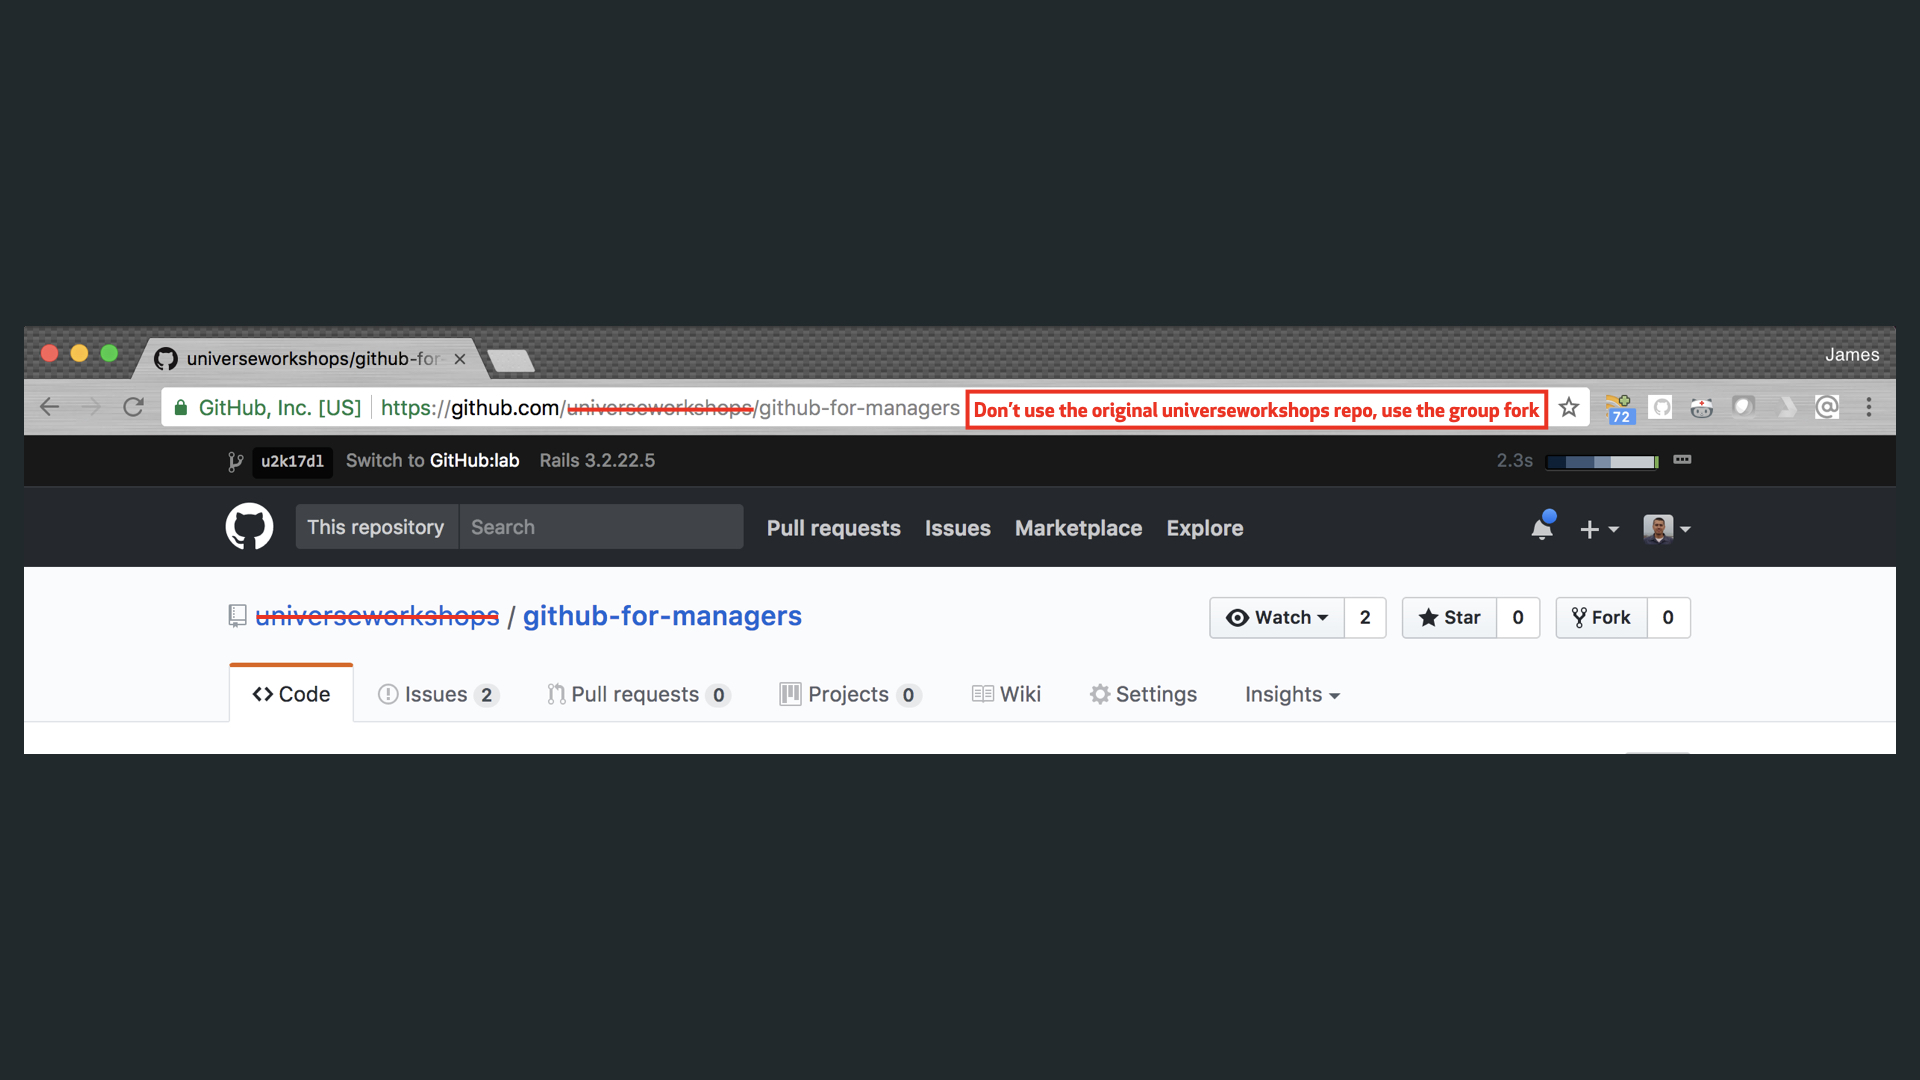 universeworkshops/github-for-
James
GitHub, Inc. [US] https://github.com/universeworkshops/github-for-managers Don't use the original universeworkshops repo, use the group fork
72
u2k17dl Switch to GitHub:lab Rails 3.2.22.5 2.3s
This repository Search Pull requests Issues Marketplace Explore
universeworkshops / github-for-managers Watch 2 Star 0 Fork 0
Code Issues 2 Pull requests 0 Projects 0 Wiki Settings Insights